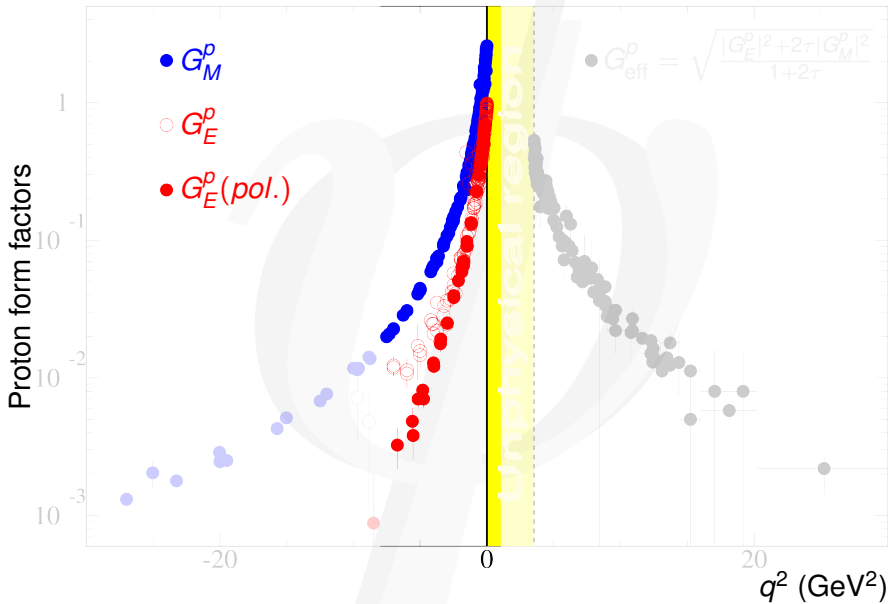 G_M^p
G_E^p
G_E^p(pol.)
G_eff^p = √((|G_E^p|²+2τ|G_M^p|²)/(1+2τ))
Unphysical region
Proton form factors
1
10^-1
10^-2
10^-3
-20
0
20
q² (GeV²)